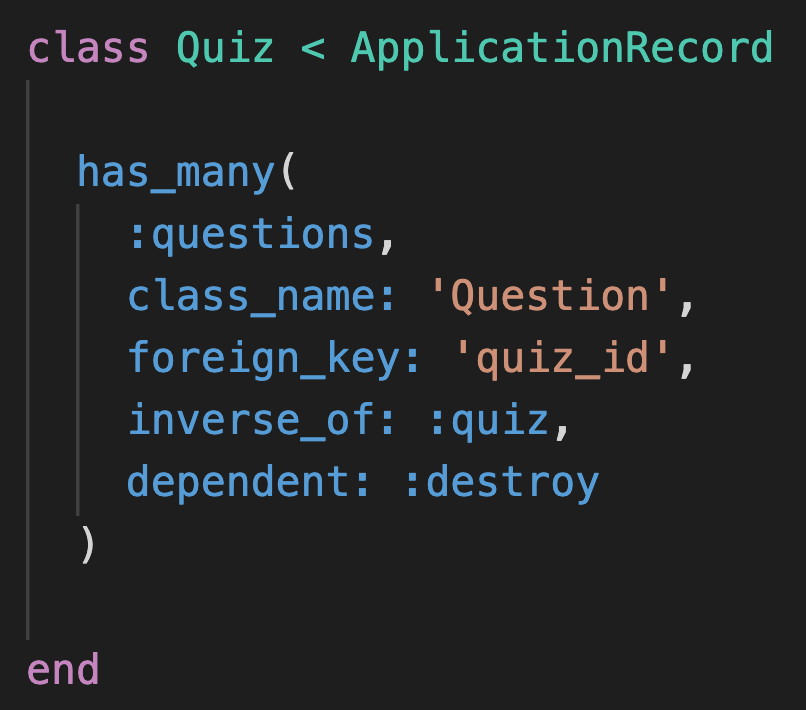 class Quiz < ApplicationRecord
has_many(
:questions,
class_name: 'Question',
foreign_key: 'quiz_id',
inverse_of: :quiz,
dependent: :destroy
)
end